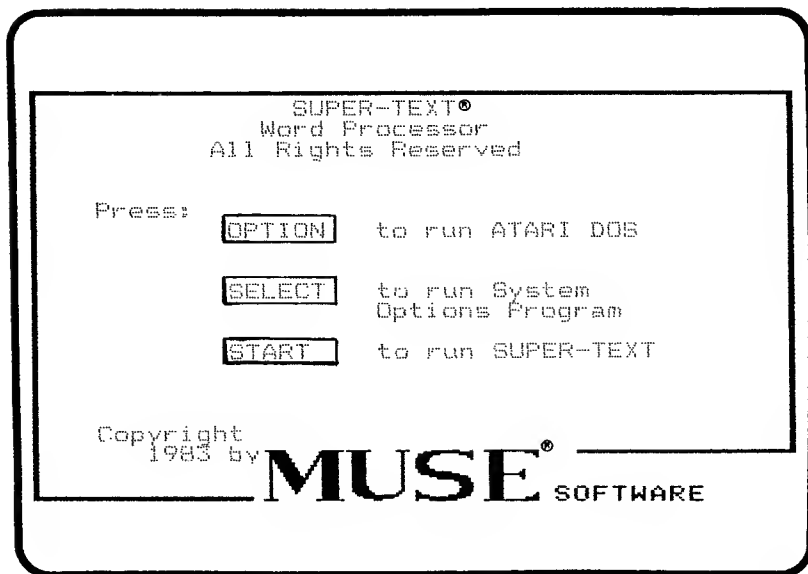 SUPER-TEXT®
Word Processor
All Rights Reserved
Press:
OPTION to run ATARI DOS
SELECT to run System
Options Program
START to run SUPER-TEXT
Copyright
1983 by
MUSE® SOFTWARE